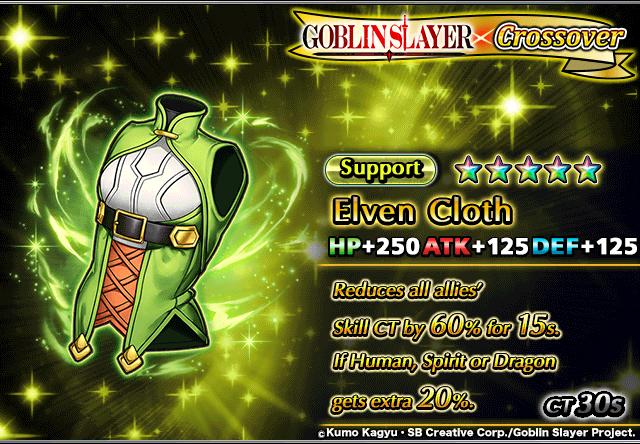 GOBLIN SLAYER × Crossover
Support
Elven Cloth
HP+250 ATK+125 DEF+125
Reduces all allies'
Skill CT by 60% for 15s.
If Human, Spirit or Dragon
gets extra 20%.
CT 30s
©Kumo Kagyu・SB Creative Corp./Goblin Slayer Project.